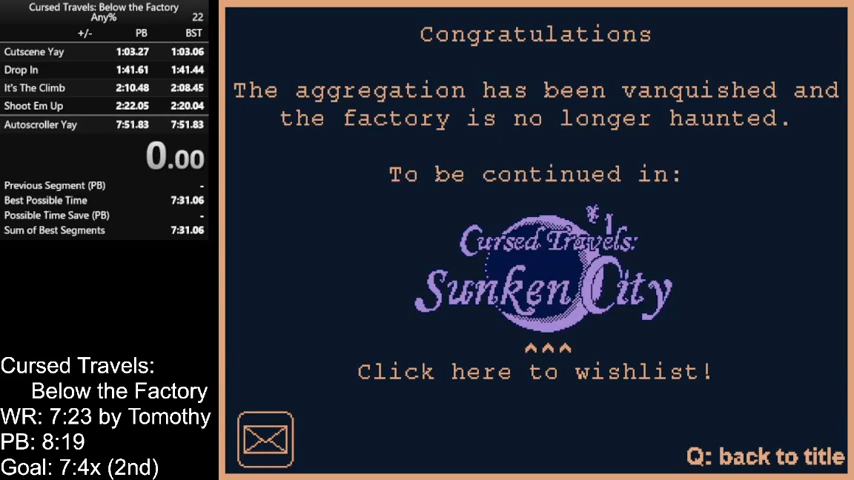 Cursed Travels: Below the Factory
Any% 22
+/- PB BST
Cutscene Yay 1:03.27 1:03.06
Drop In 1:41.61 1:41.44
It's The Climb 2:10.48 2:08.45
Shoot Em Up 2:22.05 2:20.04
Autoscroller Yay 7:51.83 7:51.83
0.00
Previous Segment (PB) -
Best Possible Time 7:31.06
Possible Time Save (PB) -
Sum of Best Segments 7:31.06
Cursed Travels:
Below the Factory
WR: 7:23 by Tomothy
PB: 8:19
Goal: 7:4x (2nd)
Congratulations
The aggregation has been vanquished and
the factory is no longer haunted.
To be continued in:
Cursed Travels:
Sunken City
^^^
Click here to wishlist!
Q: back to title